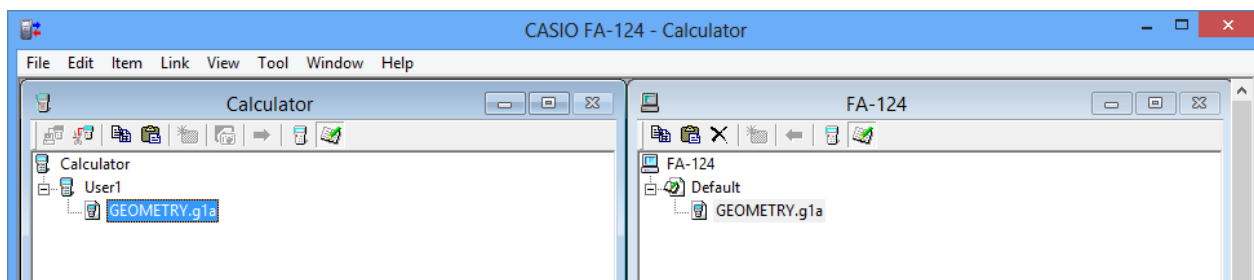 CASIO FA-124 - Calculator
File Edit Item Link View Tool Window Help
Calculator
FA-124
Calculator
User1
GEOMETRY.g1a
FA-124
Default
GEOMETRY.g1a